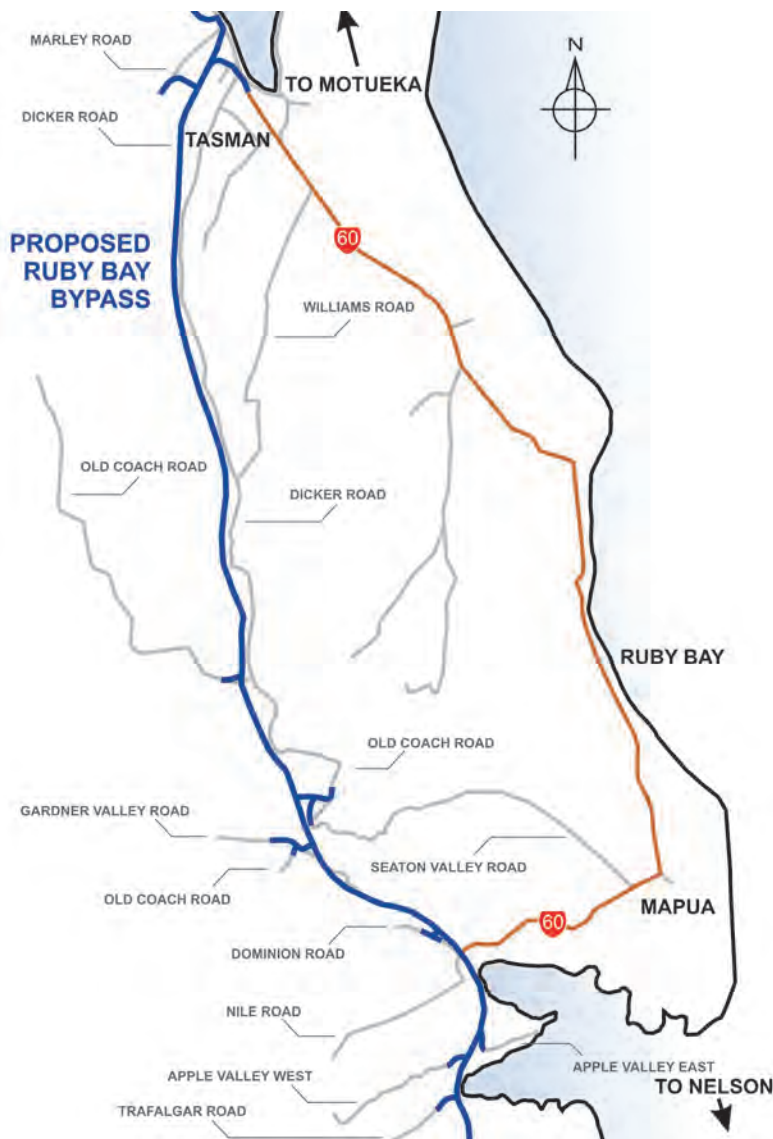 MARLEY ROAD
N
TO MOTUEKA
DICKER ROAD
TASMAN
PROPOSED
RUBY BAY
BYPASS
60
WILLIAMS ROAD
OLD COACH ROAD
DICKER ROAD
RUBY BAY
OLD COACH ROAD
GARDNER VALLEY ROAD
SEATON VALLEY ROAD
OLD COACH ROAD
MAPUA
60
DOMINION ROAD
NILE ROAD
APPLE VALLEY EAST
APPLE VALLEY WEST
TO NELSON
TRAFALGAR ROAD